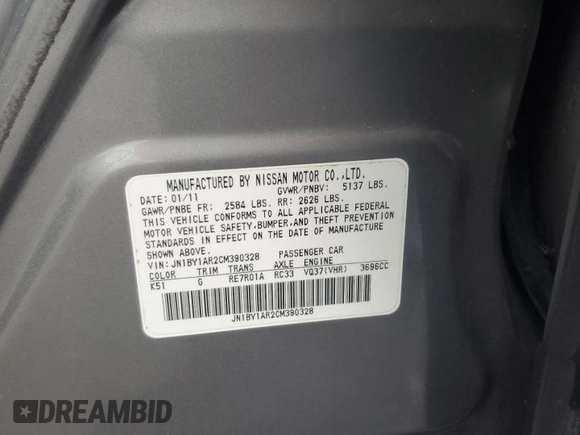 MANUFACTURED BY NISSAN MOTOR CO.,LTD.
DATE: 01/11 GVWR/PNBV: 5137 LBS.
GAWR/PNBE FR: 2584 LBS. RR: 2626 LBS.
THIS VEHICLE CONFORMS TO ALL APPLICABLE FEDERAL
MOTOR VEHICLE SAFETY,BUMPER,AND THEFT PREVENTION
STANDARDS IN EFFECT ON THE DATE OF MANUFACTURE
SHOWN ABOVE.
VIN: JN1BY1AR2CM390328 PASSENGER CAR
COLOR TRIM TRANS AXLE ENGINE
K51 G RE7R01A RC33 VQ37(VHR) 3696CC
JN1BY1AR2CM390328
DREAMBID